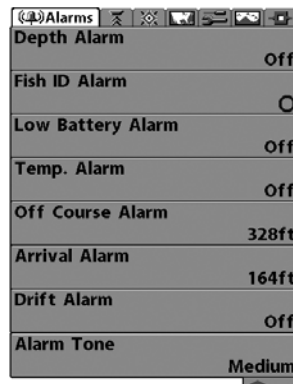 Alarms
Depth Alarm
Off
Fish ID Alarm
Low Battery Alarm
Off
Temp. Alarm
Off
Off Course Alarm
328ft
Arrival Alarm
164ft
Drift Alarm
Off
Alarm Tone
Medium